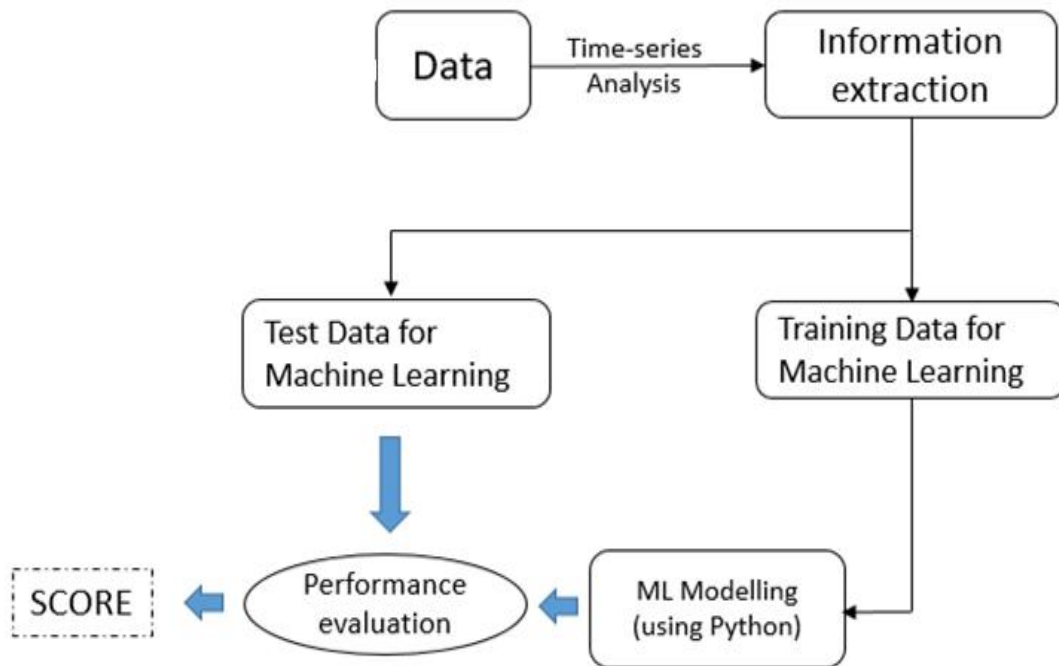 Data
Time-series
Analysis
Information
extraction
Test Data for
Machine Learning
Training Data for
Machine Learning
SCORE
Performance
evaluation
ML Modelling
(using Python)